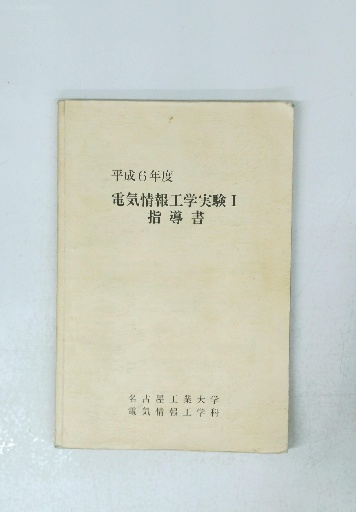 平成6年度
電気情報工学実験I
指導書
名古屋工業大学
電気情報工学科